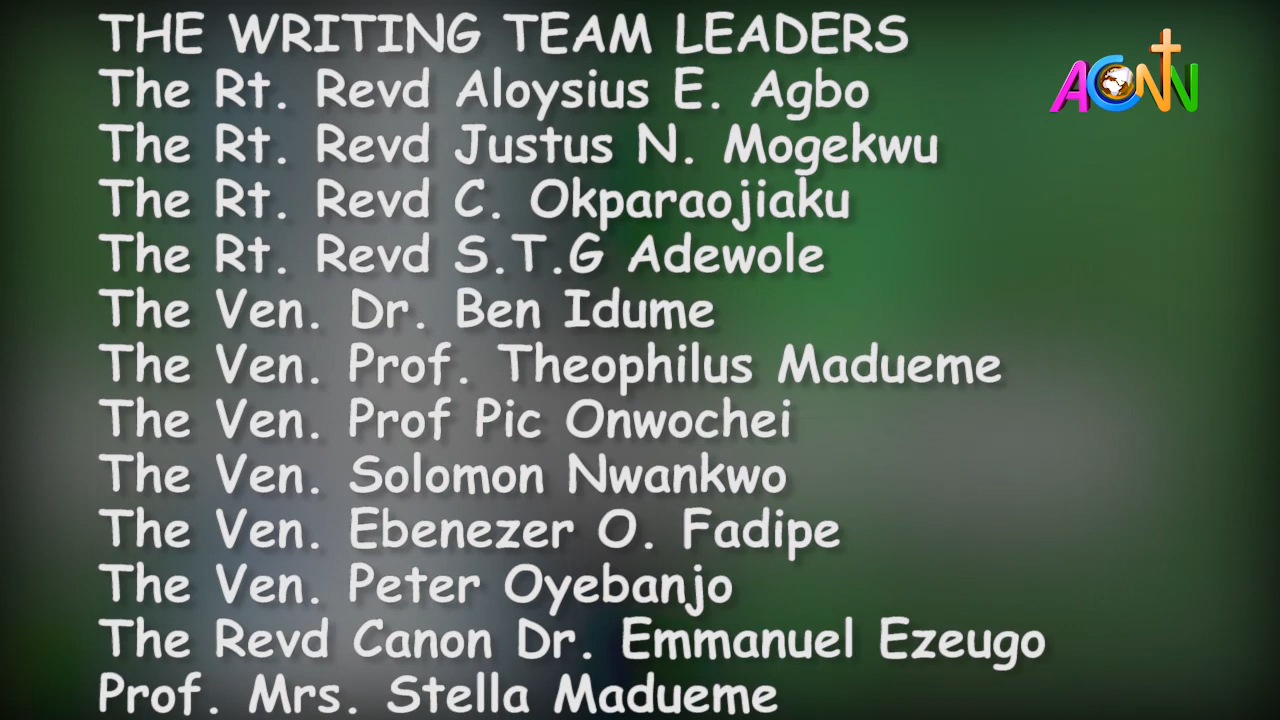 THE WRITING TEAM LEADERS
The Rt. Revd Aloysius E. Agbo
The Rt. Revd Justus N. Mogekwu
The Rt. Revd C. Okparaojiaku
The Rt. Revd S.T.G Adewole
The Ven. Dr. Ben Idume
The Ven. Prof. Theophilus Madueme
The Ven. Prof Pic Onwochei
The Ven. Solomon Nwankwo
The Ven. Ebenezer O. Fadipe
The Ven. Peter Oyebanjo
The Revd Canon Dr. Emmanuel Ezeugo
Prof. Mrs. Stella Madueme
ACNN